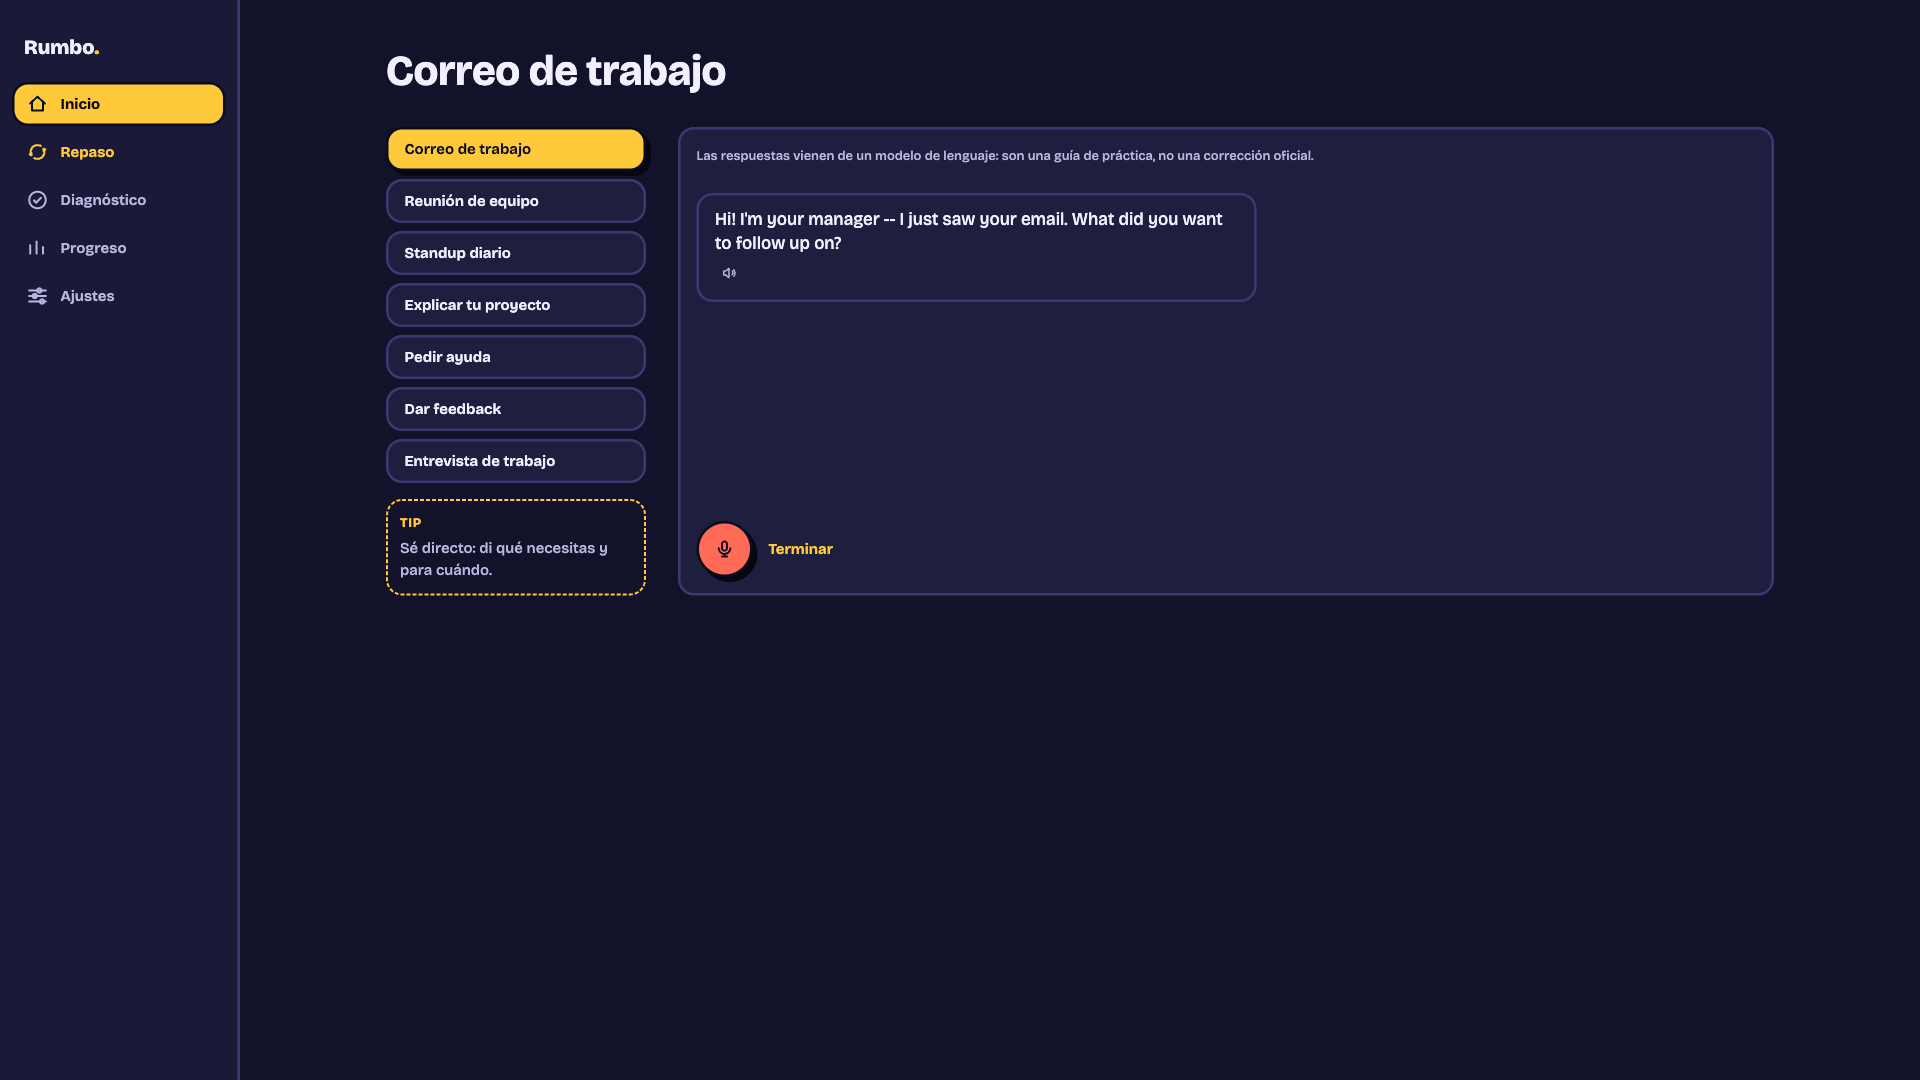 Rumbo.
Inicio
Repaso
Diagnóstico
Progreso
Ajustes
Correo de trabajo
Correo de trabajo
Reunión de equipo
Standup diario
Explicar tu proyecto
Pedir ayuda
Dar feedback
Entrevista de trabajo
TIP
Sé directo: di qué necesitas y
para cuándo.
Las respuestas vienen de un modelo de lenguaje: son una guía de práctica, no una corrección oficial.
Hi! I'm your manager -- I just saw your email. What did you want
to follow up on?
Terminar